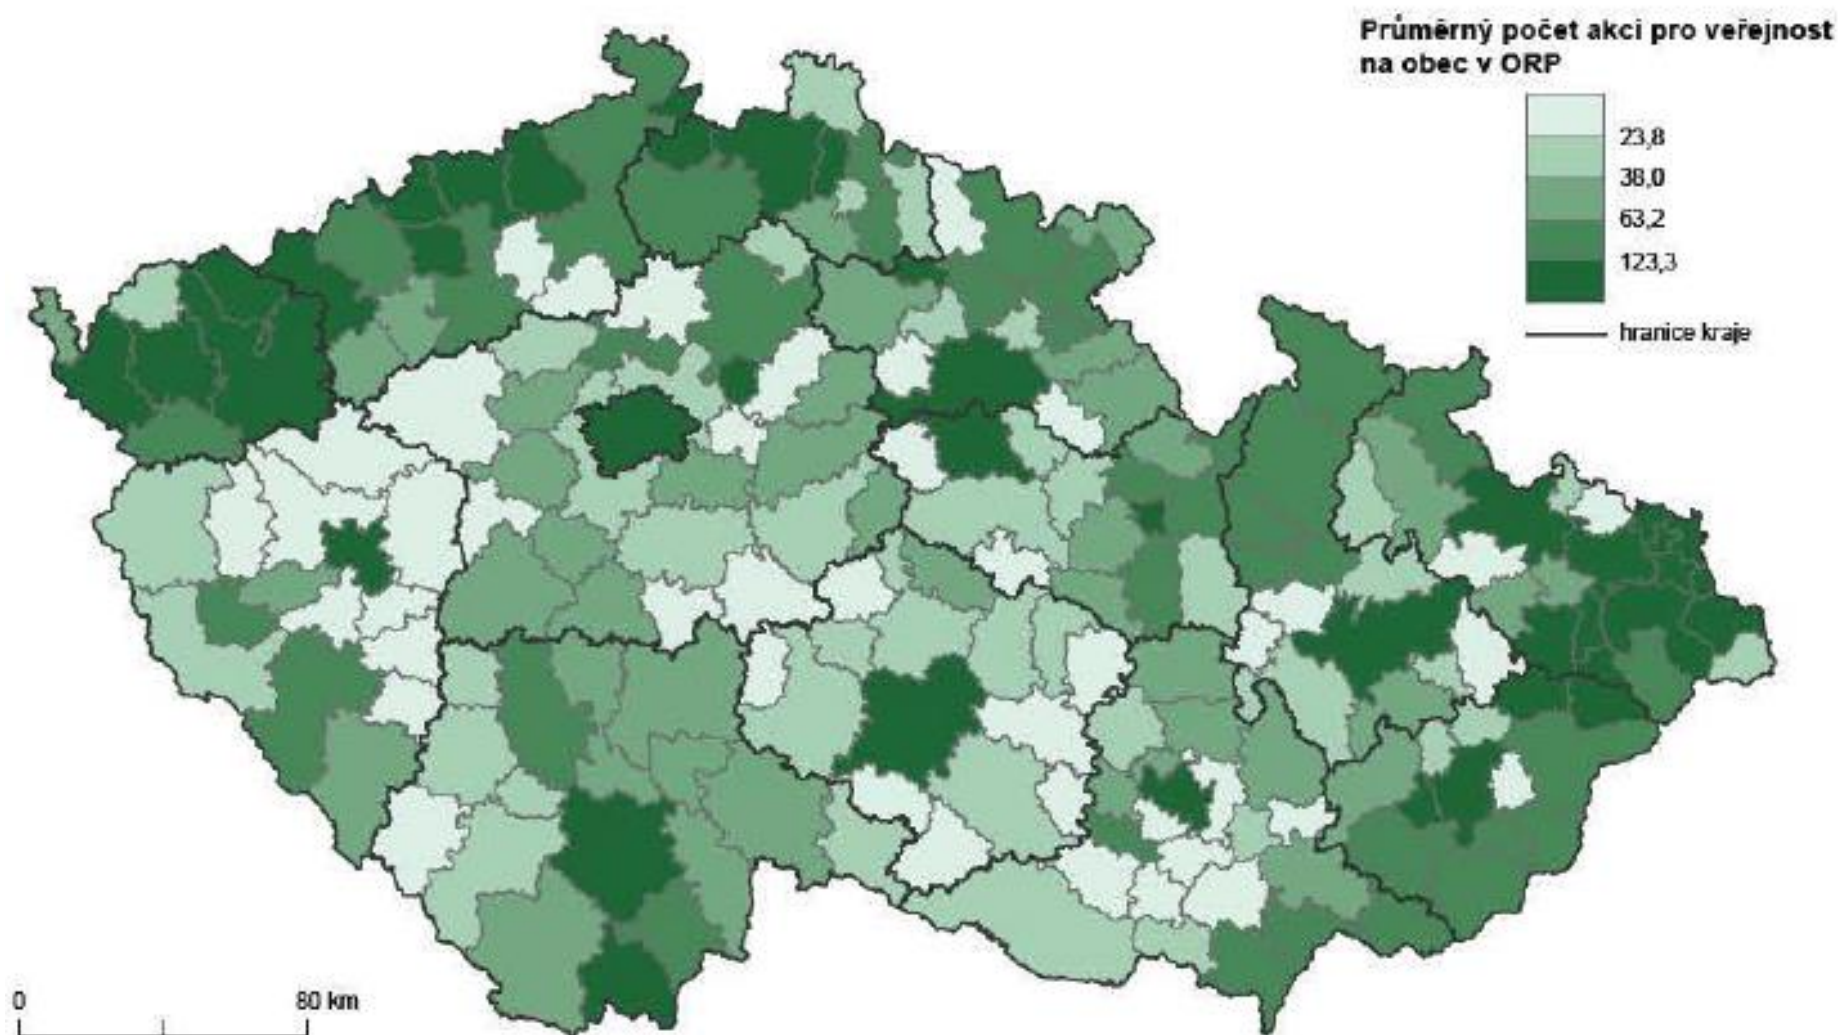 Průměrný počet akci pro veřejnost
na obec v ORP
23,8
38,0
63,2
123,3
hranice kraje
0 80 km